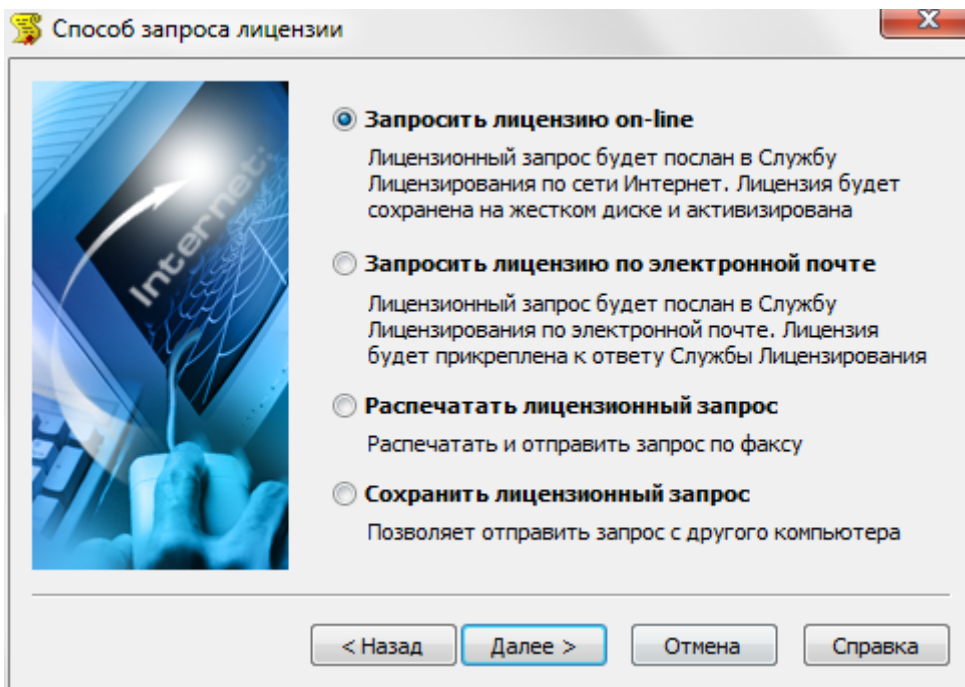 Способ запроса лицензии
Internet:
Запросить лицензию on-line
Лицензионный запрос будет послан в Службу
Лицензирования по сети Интернет. Лицензия будет
сохранена на жестком диске и активизирована
Запросить лицензию по электронной почте
Лицензионный запрос будет послан в Службу
Лицензирования по электронной почте. Лицензия
будет прикреплена к ответу Службы Лицензирования
Распечатать лицензионный запрос
Распечатать и отправить запрос по факсу
Сохранить лицензионный запрос
Позволяет отправить запрос с другого компьютера
< Назад Далее > Отмена Справка